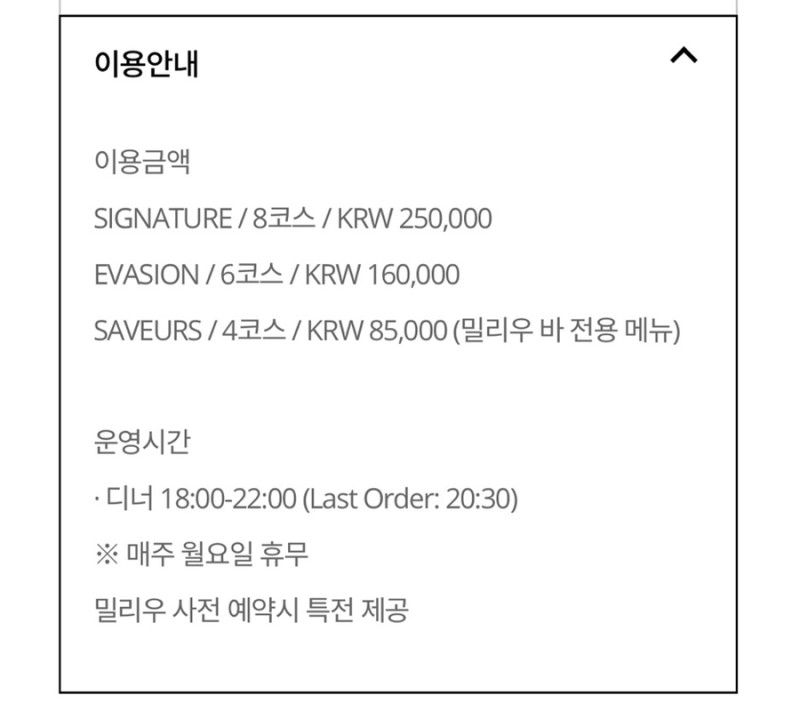 이용안내
이용금액
SIGNATURE / 8코스 / KRW 250,000
EVASION / 6코스 / KRW 160,000
SAVEURS / 4코스 / KRW 85,000 (밀리우 바 전용 메뉴)
운영시간
· 디너 18:00-22:00 (Last Order: 20:30)
※ 매주 월요일 휴무
밀리우 사전 예약시 특전 제공